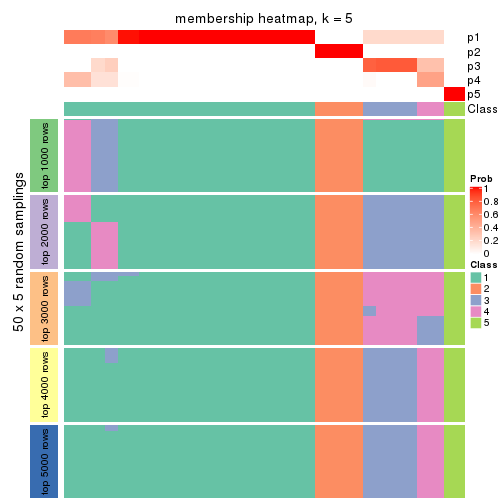 membership heatmap, k = 5
p1
p2
p3
p4
p5
Class
50 x 5 random samplings
top 1000 rows
top 2000 rows
top 3000 rows
top 4000 rows
top 5000 rows
Prob
1
0.8
0.6
0.4
0.2
0
Class
1
2
3
4
5